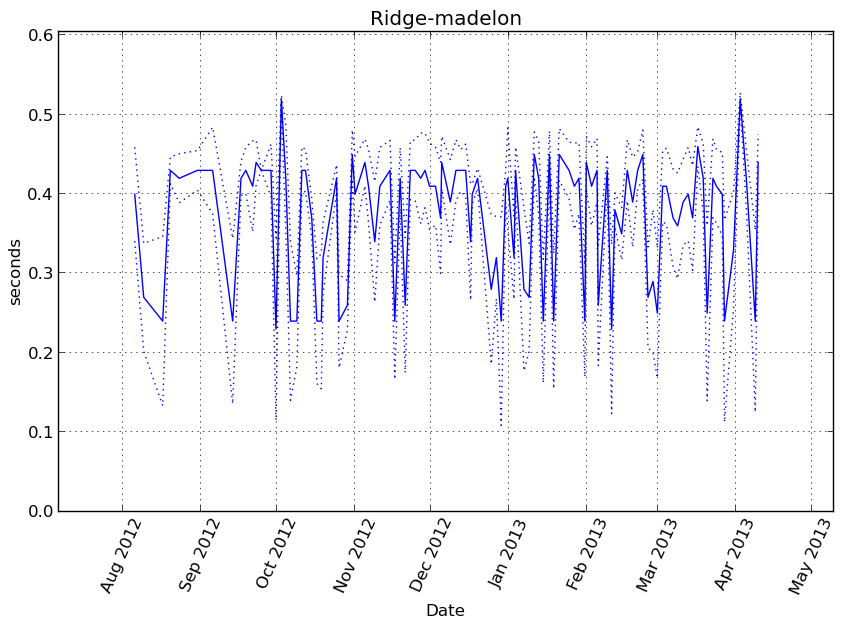 Ridge-madelon
0.6
0.5
0.4
0.3
0.2
0.1
0.0
seconds
Aug 2012
Sep 2012
Oct 2012
Nov 2012
Dec 2012
Jan 2013
Feb 2013
Mar 2013
Apr 2013
May 2013
Date